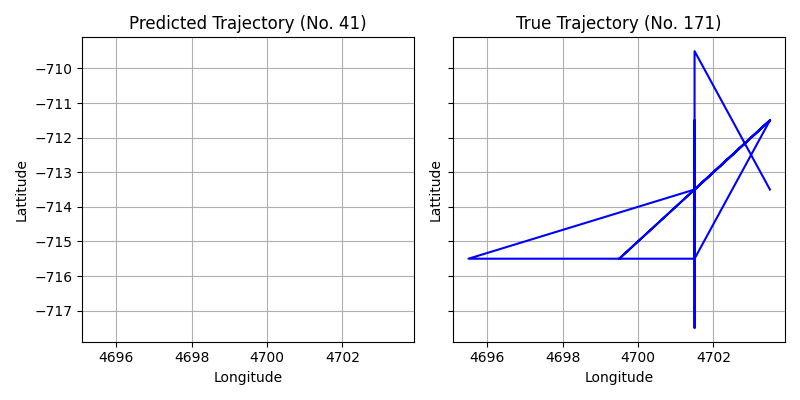 Predicted Trajectory (No. 41)
True Trajectory (No. 171)
Lattitude
−710
−711
−712
−713
−714
−715
−716
−717
4696
4698
4700
4702
Longitude
Lattitude
4696
4698
4700
4702
Longitude